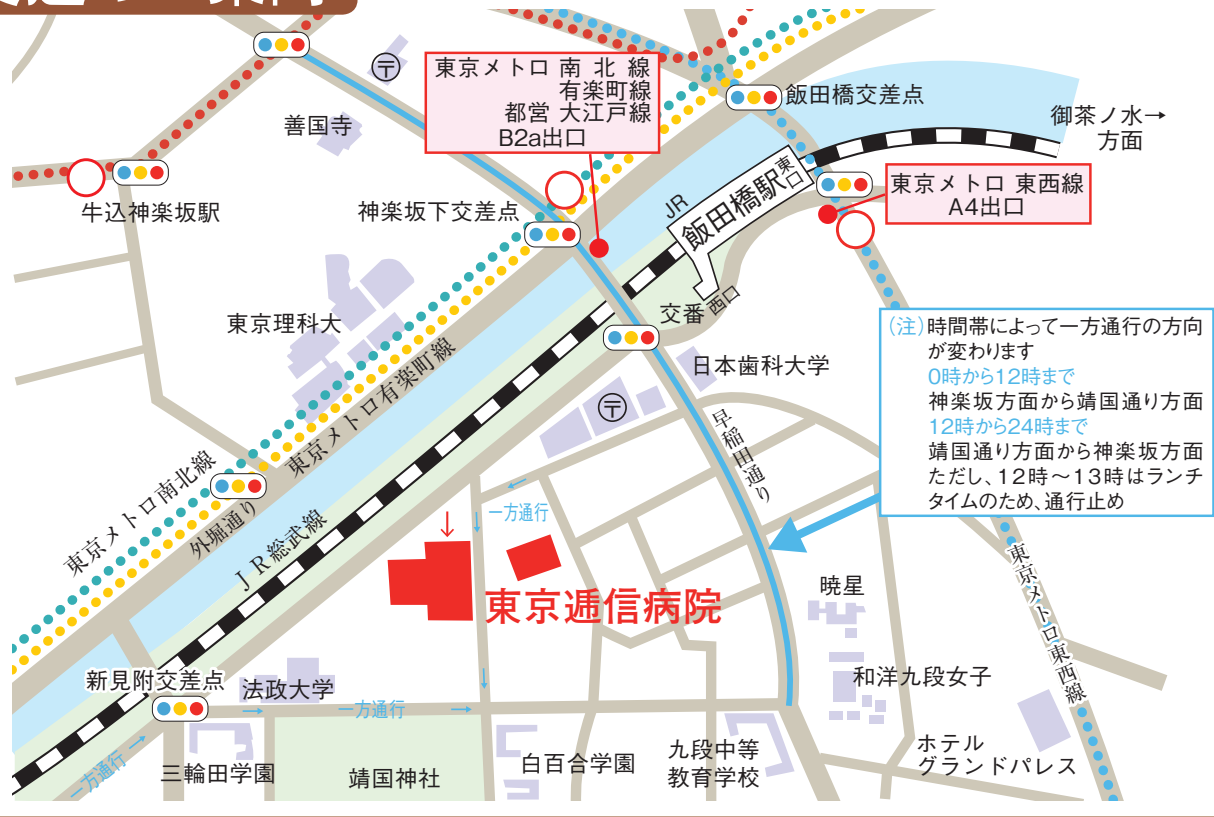 〒
善国寺
東京メトロ 南北線
有楽町線
都営 大江戸線
B2a出口
飯田橋交差点
御茶ノ水→
方面
牛込神楽坂駅
神楽坂下交差点
JR
飯田橋駅
東口
東京メトロ 東西線
A4出口
東京理科大
交番
西口
日本歯科大学
〒
(注)時間帯によって一方通行の方向
が変わります
0時から12時まで
神楽坂方面から靖国通り方面
12時から24時まで
靖国通り方面から神楽坂方面
ただし、12時〜13時はランチ
タイムのため、通行止め
東京メトロ有楽町線
東京メトロ南北線
外堀通り
JR総武線
早稲田通り
一方通行
東京逓信病院
暁星
東京メトロ東西線
和洋九段女子
新見附交差点
法政大学
一方通行
一方通行
三輪田学園
靖国神社
白百合学園
九段中等
教育学校
ホテル
グランドパレス